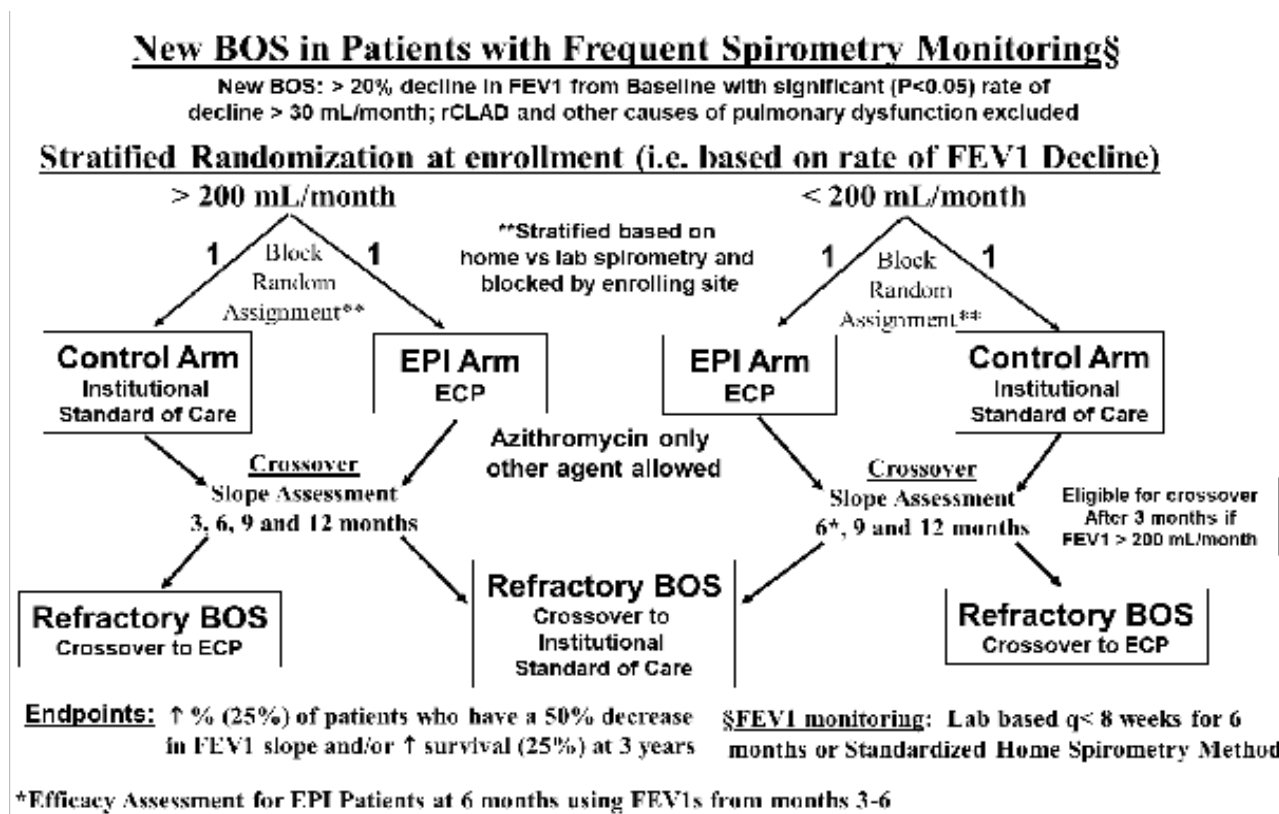 New BOS in Patients with Frequent Spirometry Monitoring§
New BOS: > 20% decline in FEV1 from Baseline with significant (P<0.05) rate of
decline > 30 mL/month; rCLAD and other causes of pulmonary dysfunction excluded
Stratified Randomization at enrollment (i.e. based on rate of FEV1 Decline)
> 200 mL/month
< 200 mL/month
1
1
Block
Random
Assignment**
**Stratified based on
home vs lab spirometry and
blocked by enrolling site
1
1
Block
Random
Assignment**
Control Arm
Institutional
Standard of Care
EPI Arm
ECP
EPI Arm
ECP
Control Arm
Institutional
Standard of Care
Azithromycin only
other agent allowed
Crossover
Slope Assessment
3, 6, 9 and 12 months
Crossover
Slope Assessment
6*, 9 and 12 months
Eligible for crossover
After 3 months if
FEV1 > 200 mL/month
Refractory BOS
Crossover to ECP
Refractory BOS
Crossover to
Institutional
Standard of Care
Refractory BOS
Crossover to ECP
Endpoints: ↑ % (25%) of patients who have a 50% decrease
in FEV1 slope and/or ↑ survival (25%) at 3 years
§FEV1 monitoring: Lab based q< 8 weeks for 6
months or Standardized Home Spirometry Method
*Efficacy Assessment for EPI Patients at 6 months using FEV1s from months 3-6